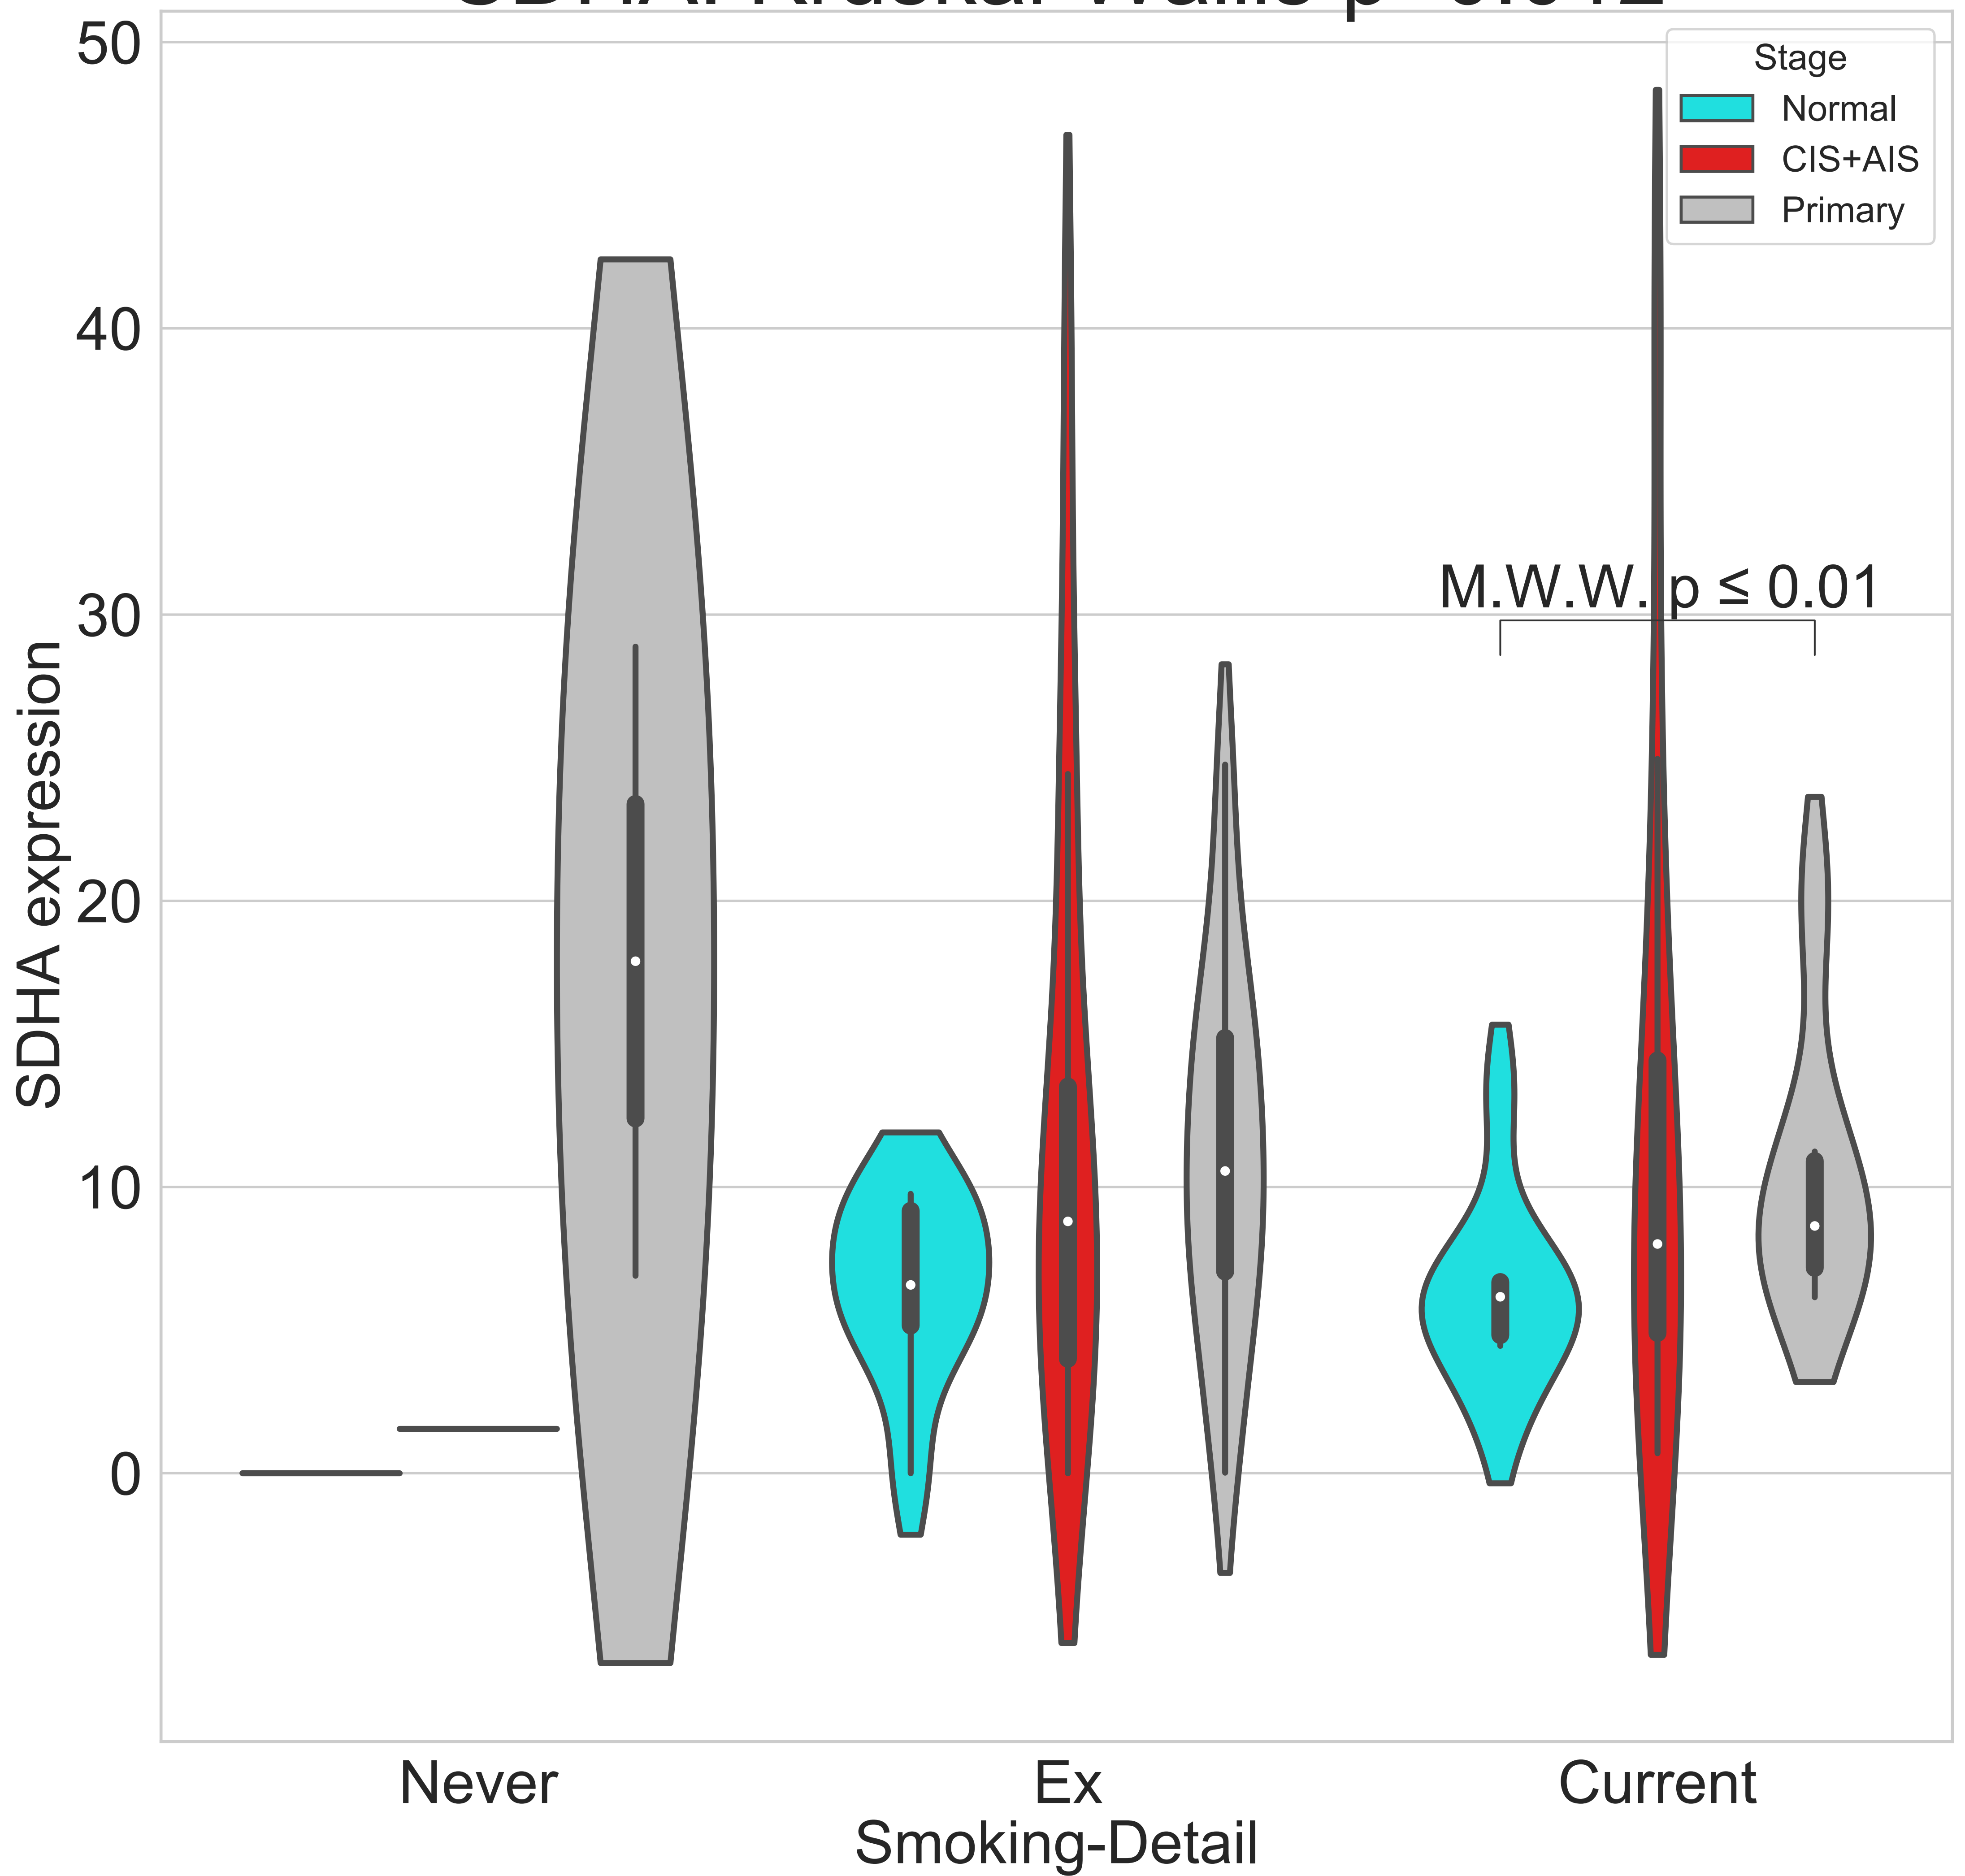 50
Stage
Normal
CIS+AIS
Primary
40
M.W.W. p ≤ 0.01
30
20
10
0
SDHA expression
Never
Ex
Current
Smoking-Detail